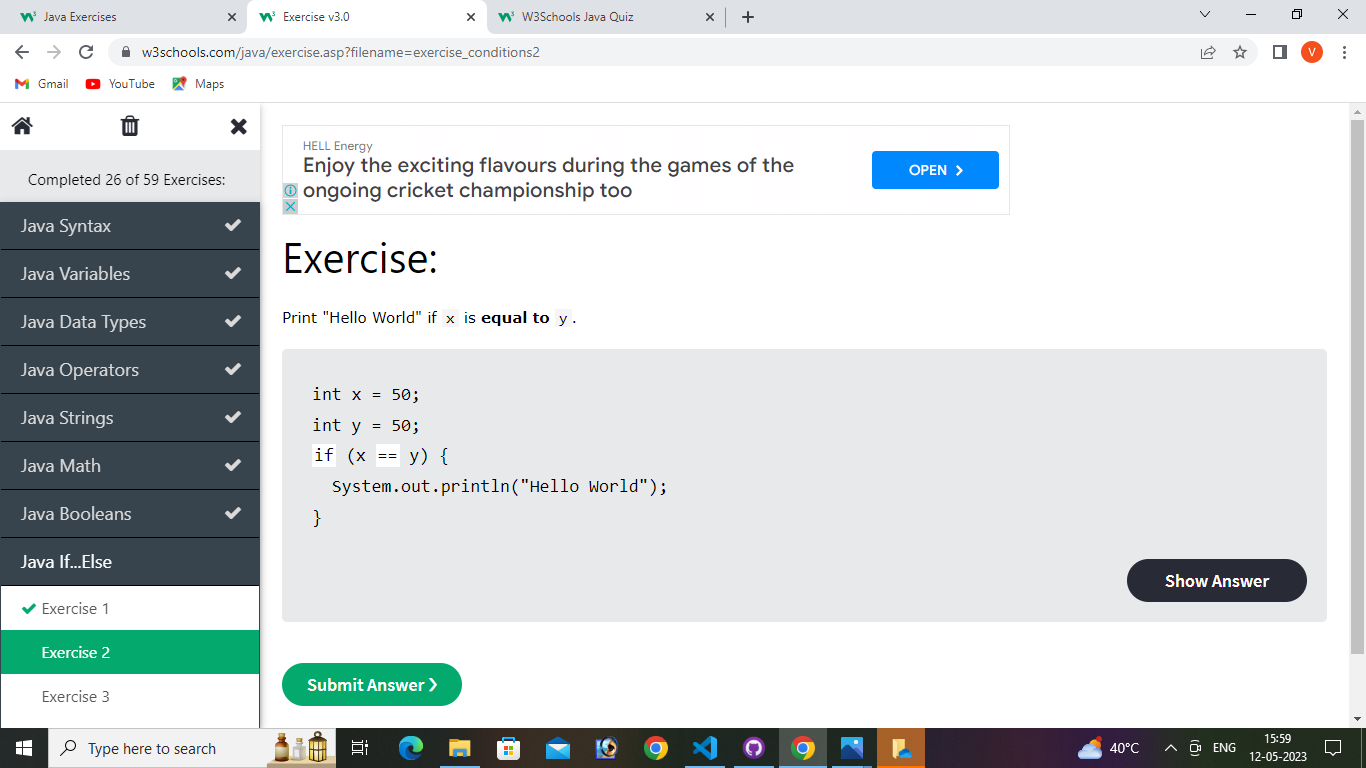 Java Exercises
Exercise v3.0
W3Schools Java Quiz
w3schools.com/java/exercise.asp?filename=exercise_conditions2
V
Gmail
YouTube
Maps
Completed 26 of 59 Exercises:
Java Syntax
Java Variables
Java Data Types
Java Operators
Java Strings
Java Math
Java Booleans
Java If...Else
Exercise 1
Exercise 2
Exercise 3
HELL Energy
Enjoy the exciting flavours during the games of the
ongoing cricket championship too
OPEN
Exercise:
Print "Hello World" if x is equal to y.
int x = 50;
int y = 50;
if (x == y) {
System.out.println("Hello World");
}
Show Answer
Submit Answer ❯
Type here to search
40°C
ENG
15:59
12-05-2023